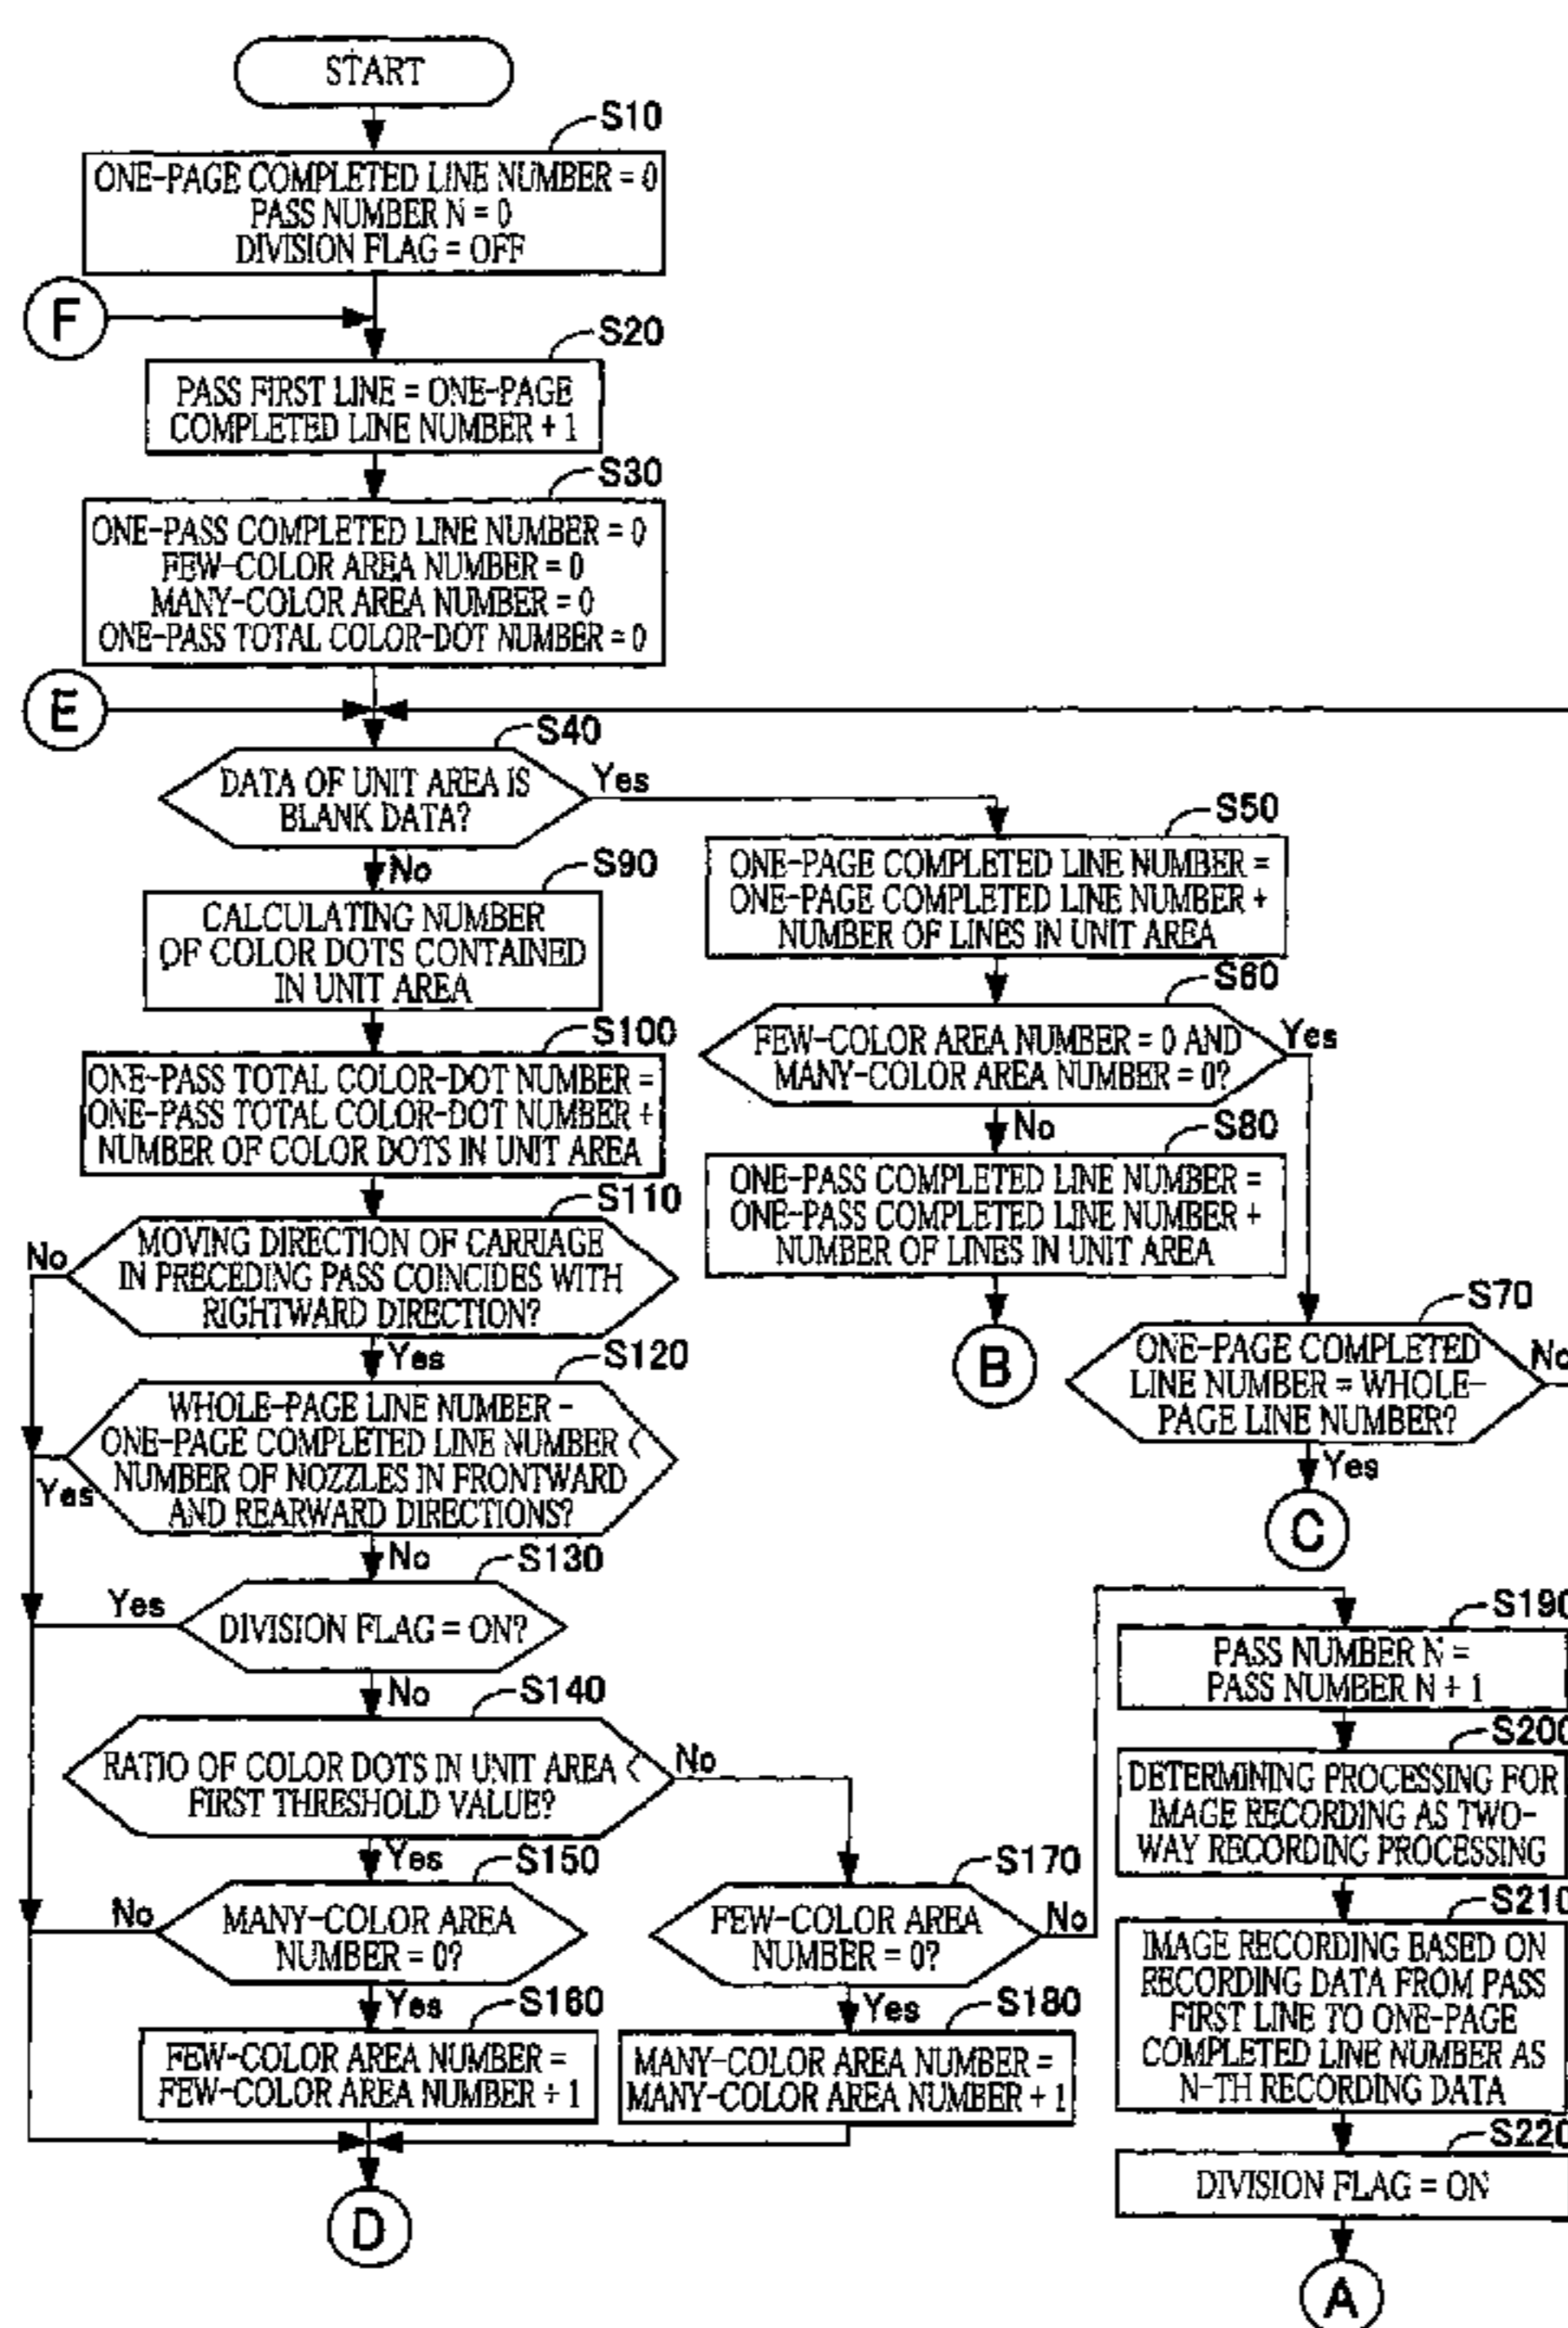 START
S10
ONE-PAGE COMPLETED LINE NUMBER = 0
PASS NUMBER N = 0
DIVISION FLAG = OFF
F
S20
PASS FIRST LINE = ONE-PAGE
COMPLETED LINE NUMBER + 1
S30
ONE-PASS COMPLETED LINE NUMBER = 0
FEW-COLOR AREA NUMBER = 0
MANY-COLOR AREA NUMBER = 0
ONE-PASS TOTAL COLOR-DOT NUMBER = 0
E
S40
DATA OF UNIT AREA IS
BLANK DATA?
Yes
No
S50
ONE-PAGE COMPLETED LINE NUMBER =
ONE-PAGE COMPLETED LINE NUMBER +
NUMBER OF LINES IN UNIT AREA
S60
FEW-COLOR AREA NUMBER = 0 AND
MANY-COLOR AREA NUMBER = 0?
Yes
No
S80
ONE-PASS COMPLETED LINE NUMBER =
ONE-PASS COMPLETED LINE NUMBER +
NUMBER OF LINES IN UNIT AREA
B
S70
ONE-PAGE COMPLETED
LINE NUMBER = WHOLE-
PAGE LINE NUMBER?
No
Yes
C
S90
CALCULATING NUMBER
OF COLOR DOTS CONTAINED
IN UNIT AREA
S100
ONE-PASS TOTAL COLOR-DOT NUMBER =
ONE-PASS TOTAL COLOR-DOT NUMBER +
NUMBER OF COLOR DOTS IN UNIT AREA
S110
MOVING DIRECTION OF CARRIAGE
IN PRECEDING PASS COINCIDES WITH
RIGHTWARD DIRECTION?
No
Yes
S120
WHOLE-PAGE LINE NUMBER -
ONE-PAGE COMPLETED LINE NUMBER <
NUMBER OF NOZZLES IN FRONTWARD
AND REARWARD DIRECTIONS?
Yes
No
S130
DIVISION FLAG = ON?
Yes
No
S140
RATIO OF COLOR DOTS IN UNIT AREA <
FIRST THRESHOLD VALUE?
No
Yes
S150
MANY-COLOR AREA
NUMBER = 0?
No
Yes
S160
FEW-COLOR AREA NUMBER =
FEW-COLOR AREA NUMBER + 1
S170
FEW-COLOR AREA
NUMBER = 0?
No
Yes
S180
MANY-COLOR AREA NUMBER =
MANY-COLOR AREA NUMBER + 1
D
S190
PASS NUMBER N =
PASS NUMBER N + 1
S200
DETERMINING PROCESSING FOR
IMAGE RECORDING AS TWO-
WAY RECORDING PROCESSING
S210
IMAGE RECORDING BASED ON
RECORDING DATA FROM PASS
FIRST LINE TO ONE-PAGE
COMPLETED LINE NUMBER AS
N-TH RECORDING DATA
S220
DIVISION FLAG = ON
A